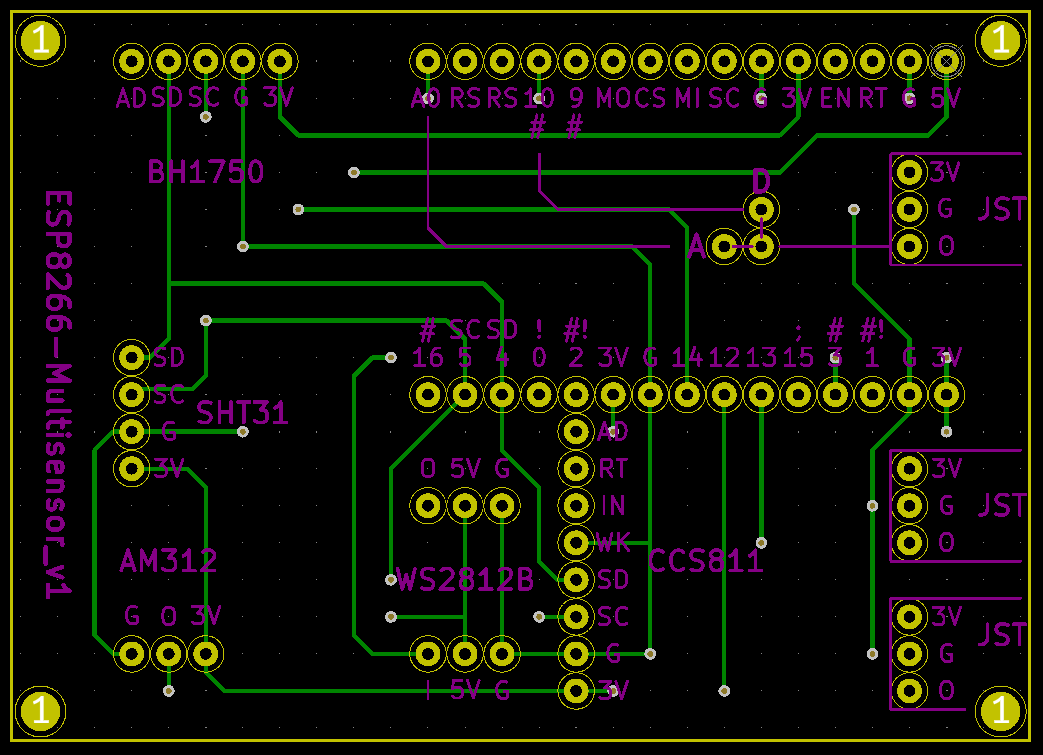 1 1
AD SD SC G 3V A0 RS RS 10 9 MO CS MI SC G 3V EN RT G 5V
# #
BH1750
D
3V
G JST
O
A
ESP8266-Multisensor_v1
# SC SD ! #! ; # #!
16 5 4 0 2 3V G 14 12 13 15 3 1 G 3V
SD
SC
G
3V
SHT31
AD
RT
IN
WK
SD
SC
G
3V
O 5V G
WS2812B
I 5V G
CCS811
AM312
G O 3V
3V
G JST
O
3V
G JST
O
1 1